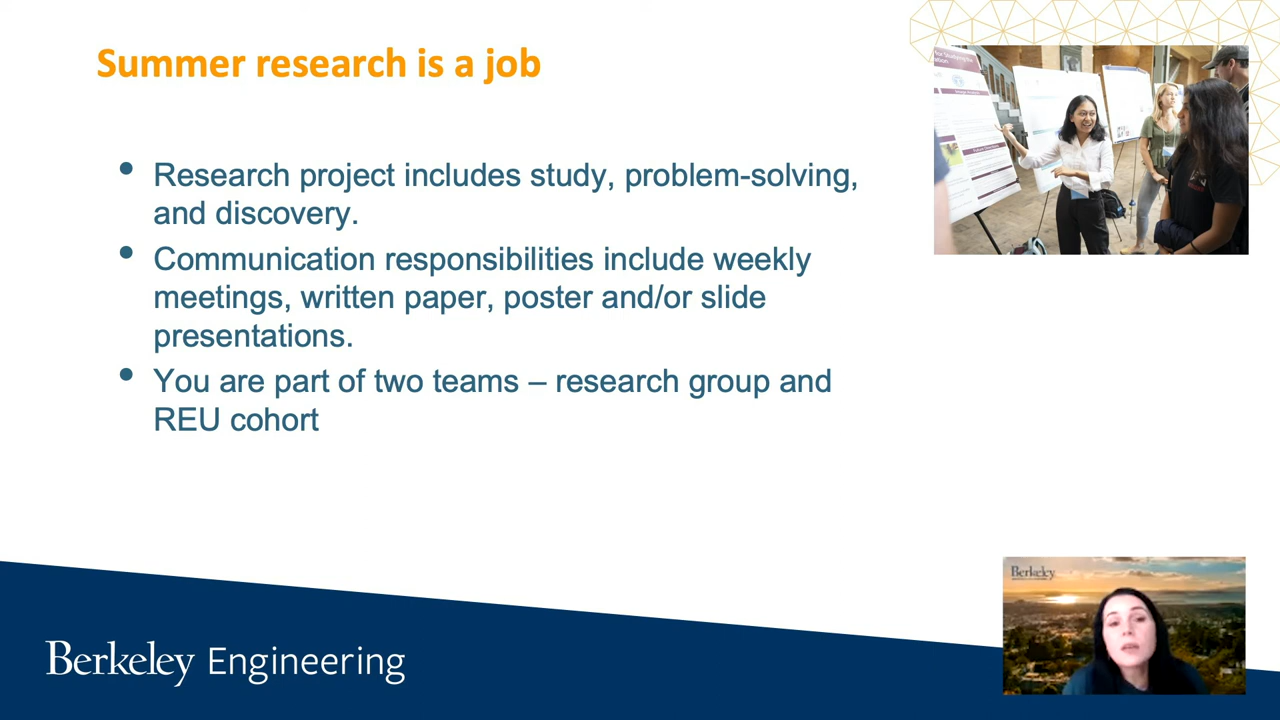 Summer research is a job
• Research project includes study, problem-solving,
and discovery.
• Communication responsibilities include weekly
meetings, written paper, poster and/or slide
presentations.
• You are part of two teams – research group and
REU cohort
Berkeley
Berkeley Engineering